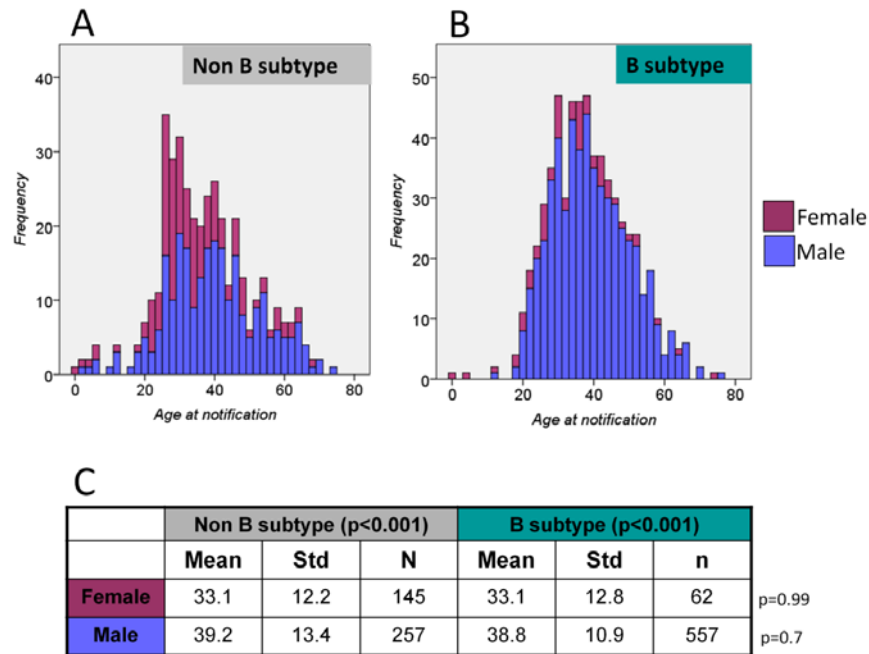 A
Non B subtype
40
30
20
10
0
Frequency
0 20 40 60 80
Age at notification
B
B subtype
50
40
30
20
10
0
Frequency
0 20 40 60 80
Age at notification
Female
Male
C
Non B subtype (p<0.001) B subtype (p<0.001)
Mean Std N Mean Std n
Female 33.1 12.2 145 33.1 12.8 62 p=0.99
Male 39.2 13.4 257 38.8 10.9 557 p=0.7